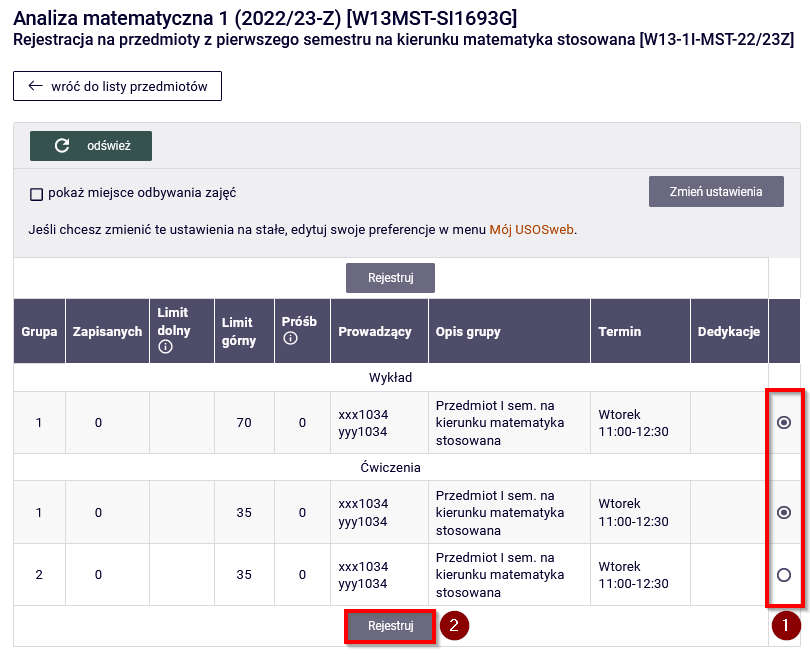 Analiza matematyczna 1 (2022/23-Z) [W13MST-SI1693G]
Rejestracja na przedmioty z pierwszego semestru na kierunku matematyka stosowana [W13-1I-MST-22/23Z]
← wróć do listy przedmiotów
odśwież
pokaż miejsce odbywania zajęć
Zmień ustawienia
Jeśli chcesz zmienić te ustawienia na stałe, edytuj swoje preferencje w menu Mój USOSweb.
Rejestruj
Grupa Zapisanych Limit dolny Limit górny Próśb Prowadzący Opis grupy Termin Dedykacje
Wykład
1 0 70 0 xxx1034 yyy1034 Przedmiot I sem. na kierunku matematyka stosowana Wtorek 11:00-12:30
Ćwiczenia
1 0 35 0 xxx1034 yyy1034 Przedmiot I sem. na kierunku matematyka stosowana Wtorek 11:00-12:30
2 0 35 0 xxx1034 yyy1034 Przedmiot I sem. na kierunku matematyka stosowana Wtorek 11:00-12:30
Rejestruj 2 1